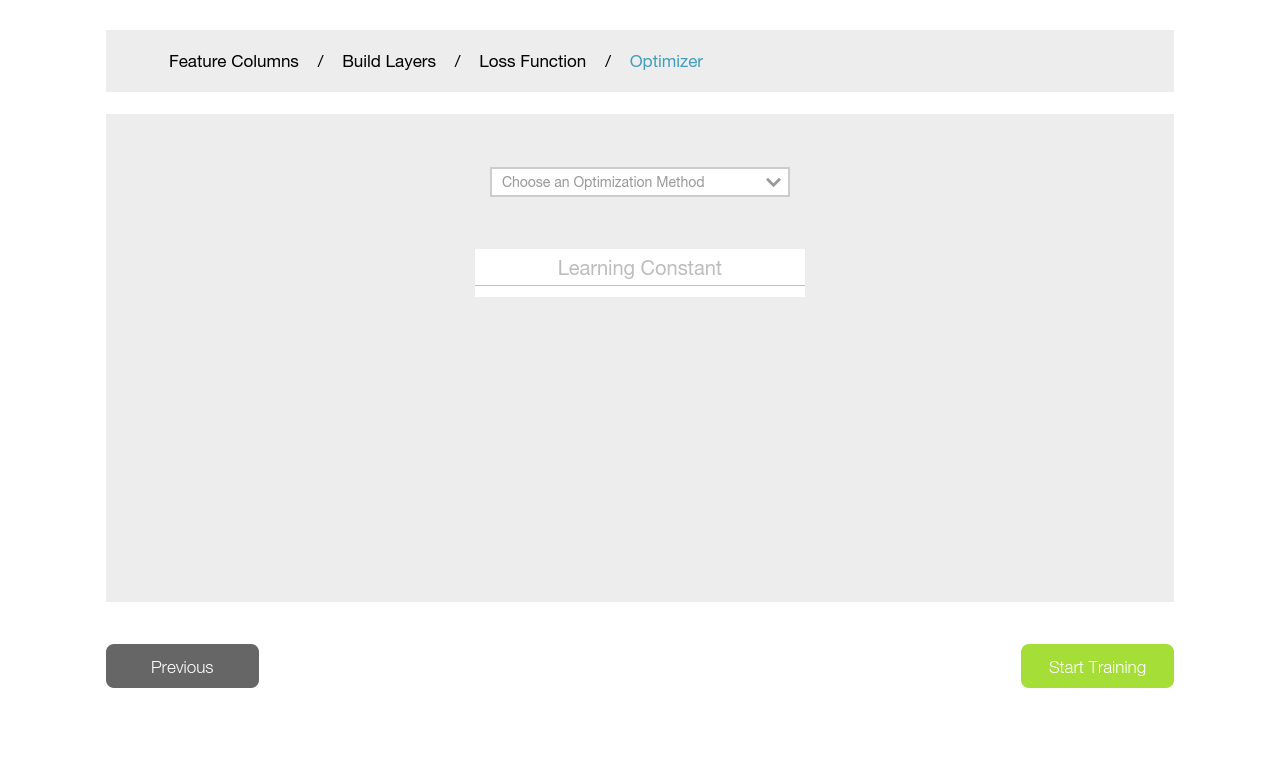 Feature Columns / Build Layers / Loss Function / Optimizer
Choose an Optimization Method
Learning Constant
Previous
Start Training